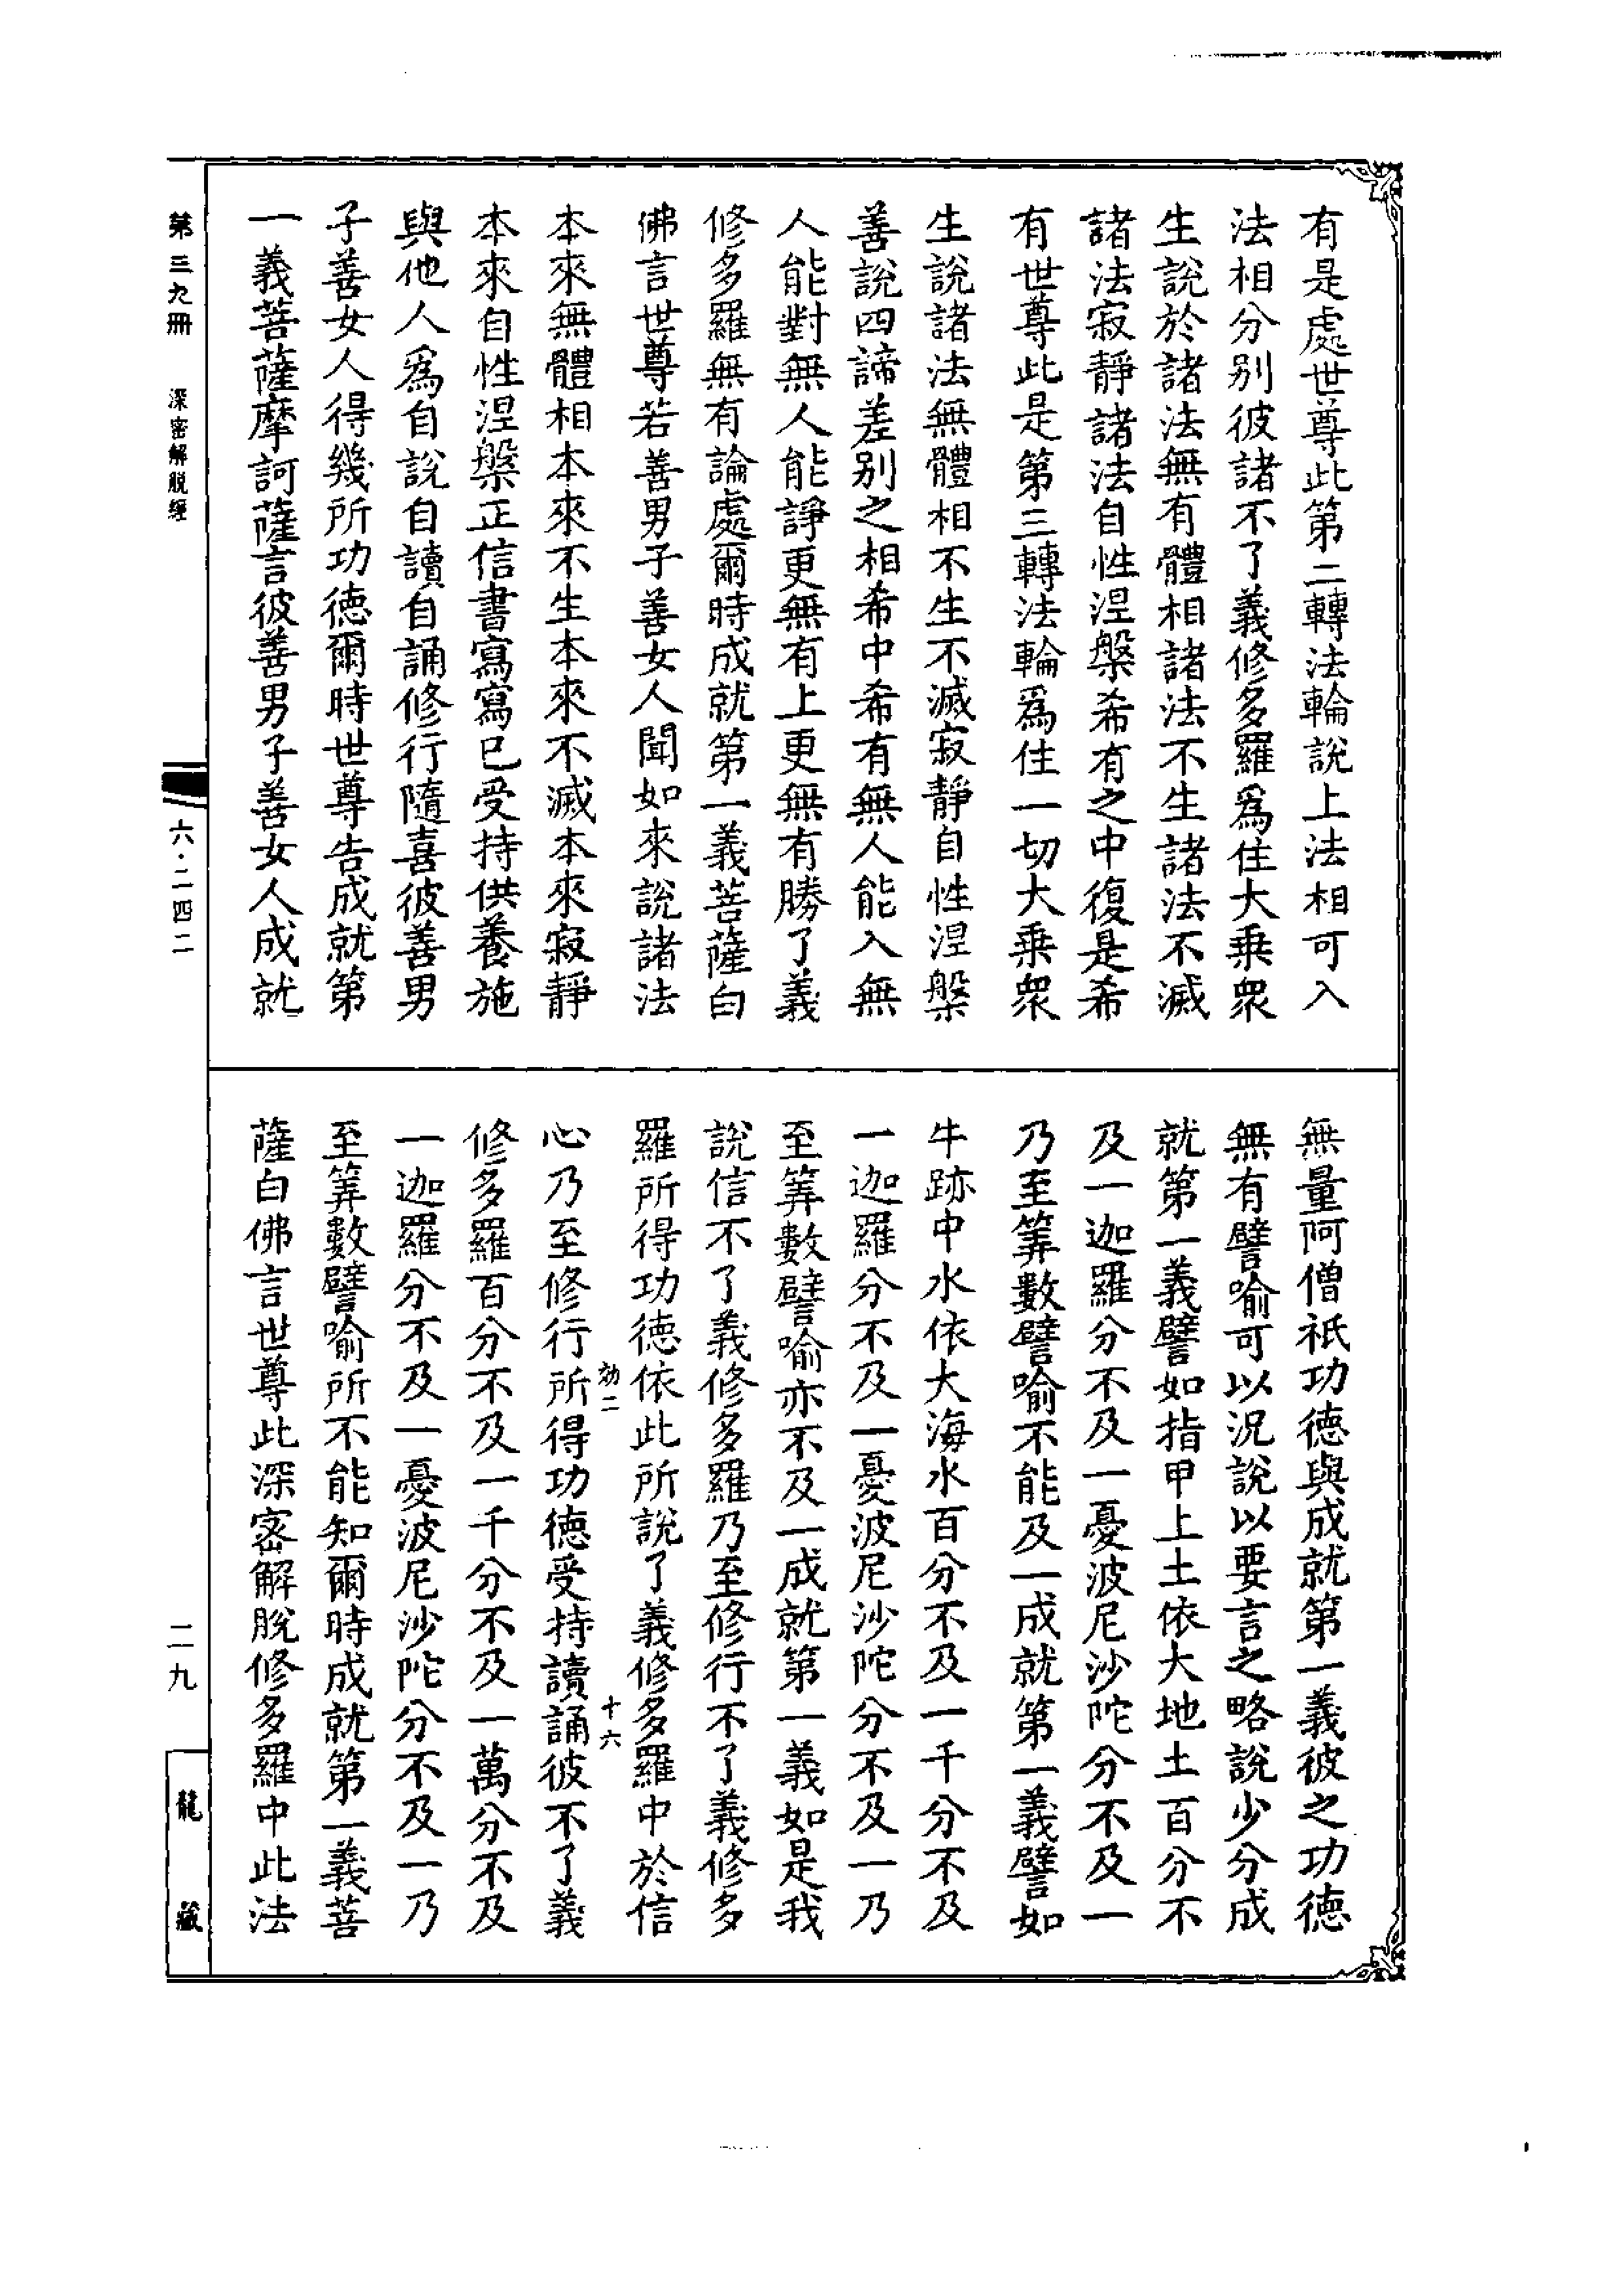 有是處世尊此第二轉法輪說上法相可入
法相分別彼諸不了義修多羅爲住大乘衆
生說於諸法無有體相諸法不生諸法不滅
諸法寂靜諸法自性涅槃希有之中復是希
有世尊此是第三轉法輪爲住一切大乘衆
生說諸法無體相不生不滅寂靜自性涅槃
善說四諦差别之相希中希有無人能入無
人能對無人能諍更無有上更無有勝了義
修多羅無有論處爾時成就第一義菩薩白
佛言世尊若善男子善女人聞如來說諸法
本來無體相本來不生本來不滅本來寂靜
本來自性涅槃正信書寫寫已受持供養施
與他人爲自說自讀自誦修行隨喜彼善男
子善女人得幾所功德爾時世尊告成就第
一義菩薩摩訶薩言彼善男子善女人成就
無量阿僧祇功德與成就第一義彼之功德
無有譬喻可以況說以要言之略說少分成
就第一義譬如指甲上土依大地土百分不
及一迦羅分不及一憂波尼沙陀分不及一
乃至筭數譬喻不能及一成就第一義譬如
牛跡中水依大海水百分不及一千分不及
一迦羅分不及一憂波尼沙陀分不及一乃
至筭數譬喻亦不及一成就第一義如是我
說信不了義修多羅乃至修行不了義修多
羅所得功德依此所說了義修多羅中於信
効二 十六
心乃至修行所得功德受持讀誦彼不了義
修多羅百分不及一千分不及一萬分不及
一迦羅分不及一憂波尼沙陀分不及一乃
至筭數譬喻所不能知爾時成就第一義菩
薩白佛言世尊此深密解脫修多羅中此法
第三九冊 深密解脱經 六·二四二 二九 龍藏